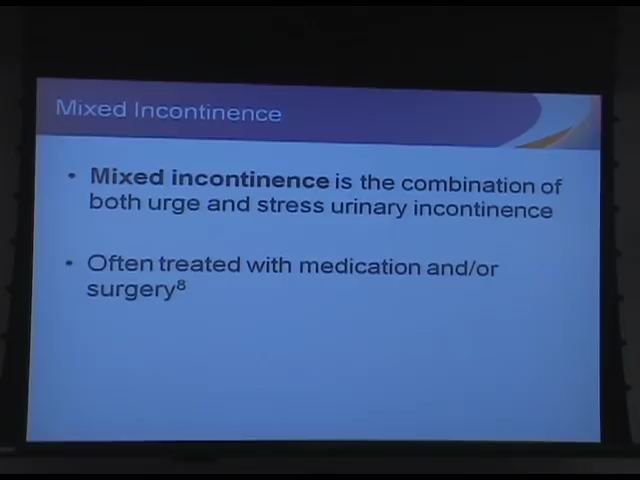 Mixed Incontinence
• Mixed incontinence is the combination of
both urge and stress urinary incontinence
• Often treated with medication and/or
surgery⁸